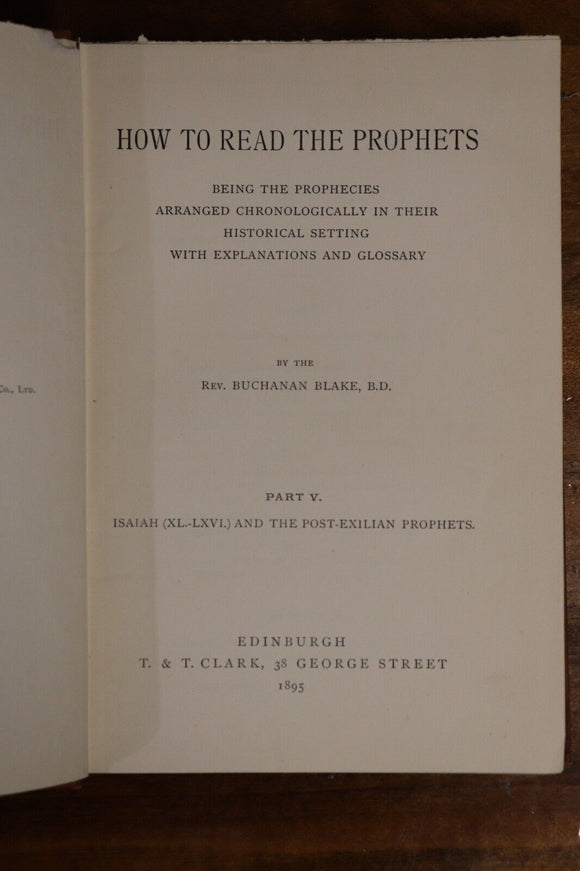 Co., Ltd.
HOW TO READ THE PROPHETS
BEING THE PROPHECIES
ARRANGED CHRONOLOGICALLY IN THEIR
HISTORICAL SETTING
WITH EXPLANATIONS AND GLOSSARY
BY THE
Rev. BUCHANAN BLAKE, B.D.
PART V.
ISAIAH (XL.-LXVI.) AND THE POST-EXILIAN PROPHETS.
EDINBURGH
T. & T. CLARK, 38 GEORGE STREET
1895